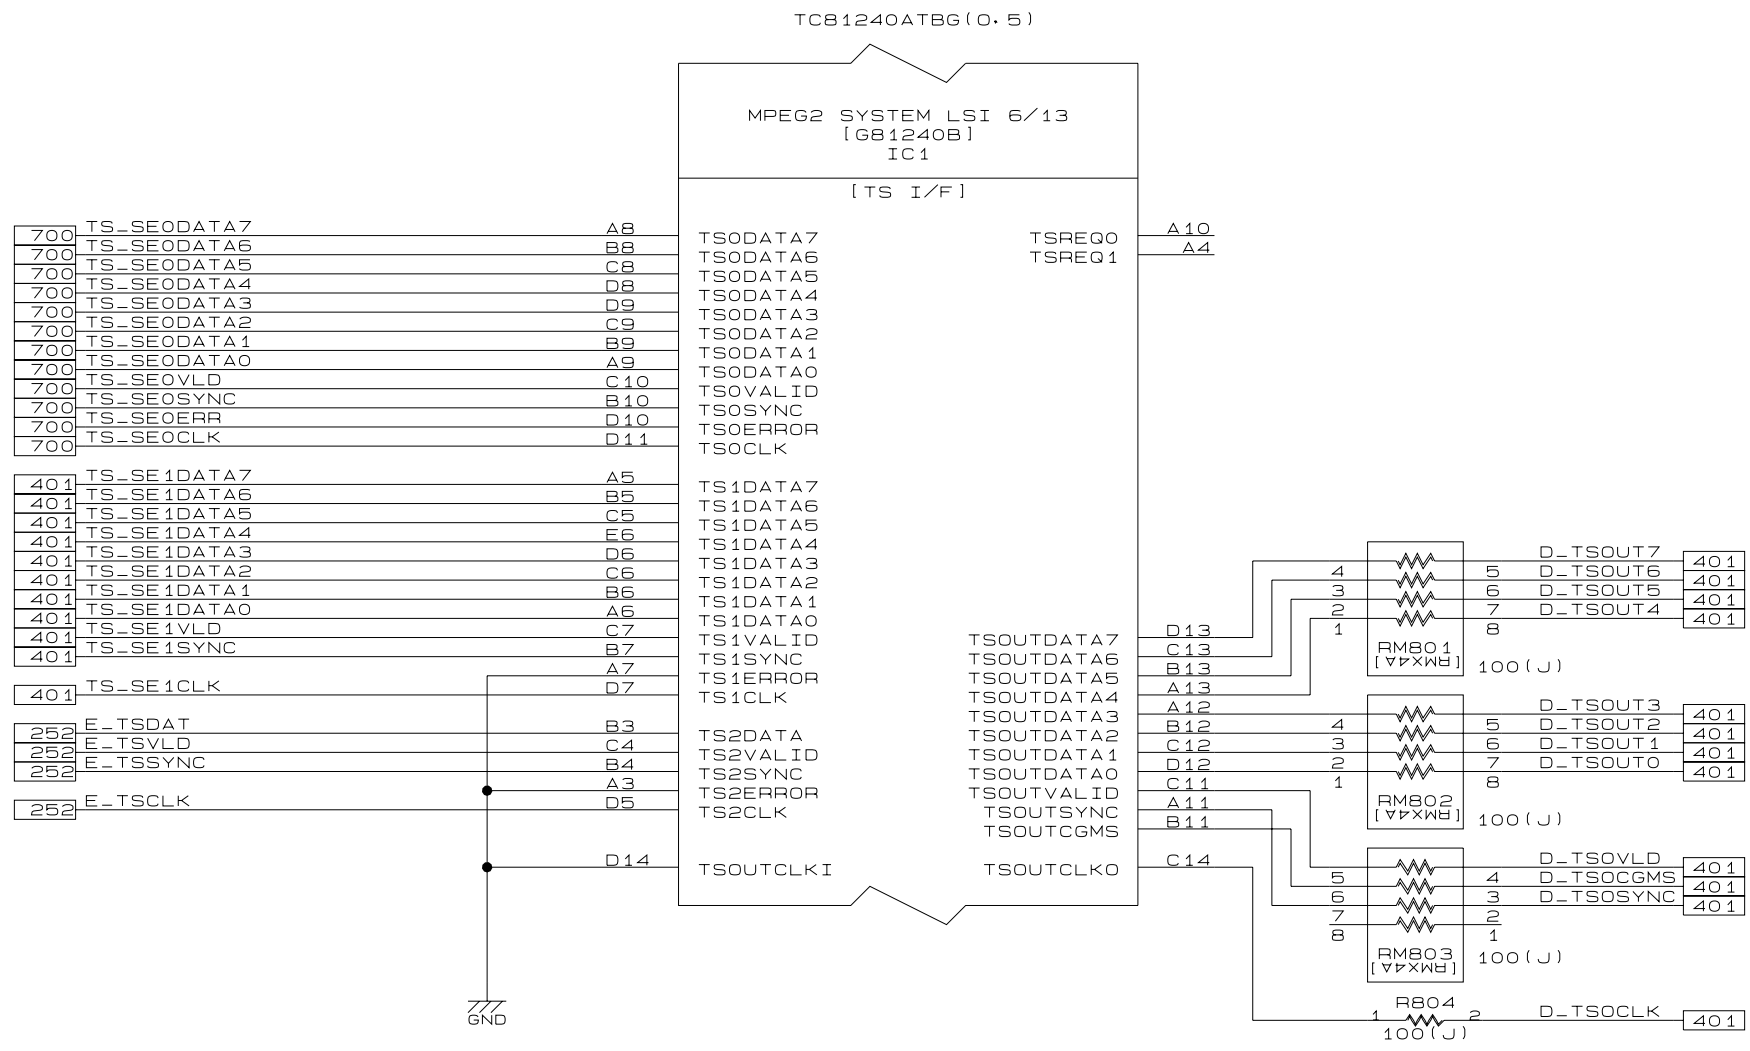 TC81240ATBG(0.5)
MPEG2 SYSTEM LSI 6/13
[G81240B]
IC1
[TS I/F]
700 TS_SE0DATA7 A8 TS0DATA7 TSREQ0 A10
700 TS_SE0DATA6 B8 TS0DATA6 TSREQ1 A4
700 TS_SE0DATA5 C8 TS0DATA5
700 TS_SE0DATA4 D8 TS0DATA4
700 TS_SE0DATA3 D9 TS0DATA3
700 TS_SE0DATA2 C9 TS0DATA2
700 TS_SE0DATA1 B9 TS0DATA1
700 TS_SE0DATA0 A9 TS0DATA0
700 TS_SE0VLD C10 TS0VALID
700 TS_SE0SYNC B10 TS0SYNC
700 TS_SE0ERR D10 TS0ERROR
700 TS_SE0CLK D11 TS0CLK
401 TS_SE1DATA7 A5 TS1DATA7
401 TS_SE1DATA6 B5 TS1DATA6
401 TS_SE1DATA5 C5 TS1DATA5
401 TS_SE1DATA4 E6 TS1DATA4
401 TS_SE1DATA3 D6 TS1DATA3
401 TS_SE1DATA2 C6 TS1DATA2
401 TS_SE1DATA1 B6 TS1DATA1
401 TS_SE1DATA0 A6 TS1DATA0
401 TS_SE1VLD C7 TS1VALID
401 TS_SE1SYNC B7 TS1SYNC
A7 TS1ERROR
401 TS_SE1CLK D7 TS1CLK
252 E_TSDAT B3 TS2DATA
252 E_TSVLD C4 TS2VALID
252 E_TSSYNC B4 TS2SYNC
A3 TS2ERROR
252 E_TSCLK D5 TS2CLK
D14 TSOUTCLKI
GND
TSOUTDATA7 D13
TSOUTDATA6 C13
TSOUTDATA5 B13
TSOUTDATA4 A13
TSOUTDATA3 A12
TSOUTDATA2 B12
TSOUTDATA1 C12
TSOUTDATA0 D12
TSOUTVALID C11
TSOUTSYNC A11
TSOUTCGMS B11
TSOUTCLKO C14
4 5 D_TSOUT7 401
3 6 D_TSOUT6 401
2 7 D_TSOUT5 401
1 8 D_TSOUT4 401
RM801
[RMX4A]
100(J)
4 5 D_TSOUT3 401
3 6 D_TSOUT2 401
2 7 D_TSOUT1 401
1 8 D_TSOUT0 401
RM802
[RMX4A]
100(J)
5 4 D_TSOVLD 401
6 3 D_TSOCGMS 401
7 2 D_TSOSYNC 401
8 1
RM803
[RMX4A]
100(J)
R804
1 2 D_TSOCLK 401
100(J)